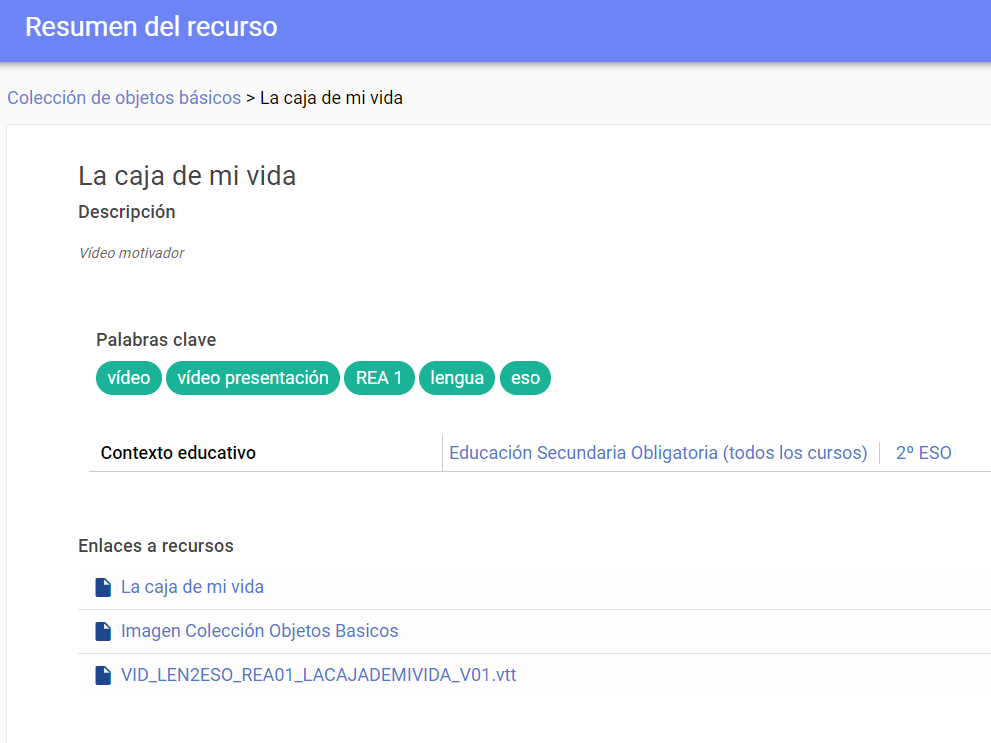 Resumen del recurso
Colección de objetos básicos > La caja de mi vida
La caja de mi vida
Descripción
Vídeo motivador
Palabras clave
vídeo vídeo presentación REA 1 lengua eso
Contexto educativo Educación Secundaria Obligatoria (todos los cursos) 2º ESO
Enlaces a recursos
La caja de mi vida
Imagen Colección Objetos Basicos
VID_LEN2ESO_REA01_LACAJADEMIVIDA_V01.vtt